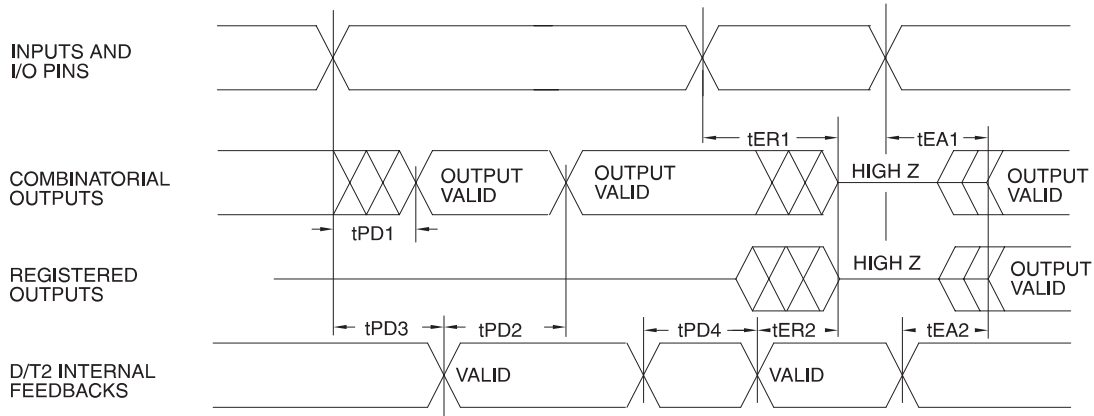 INPUTS AND
I/O PINS
tER1
tEA1
COMBINATORIAL
OUTPUTS
OUTPUT
VALID
OUTPUT
VALID
HIGH Z
OUTPUT
VALID
tPD1
REGISTERED
OUTPUTS
HIGH Z
OUTPUT
VALID
tPD3
tPD2
tPD4
tER2
tEA2
D/T2 INTERNAL
FEEDBACKS
VALID
VALID